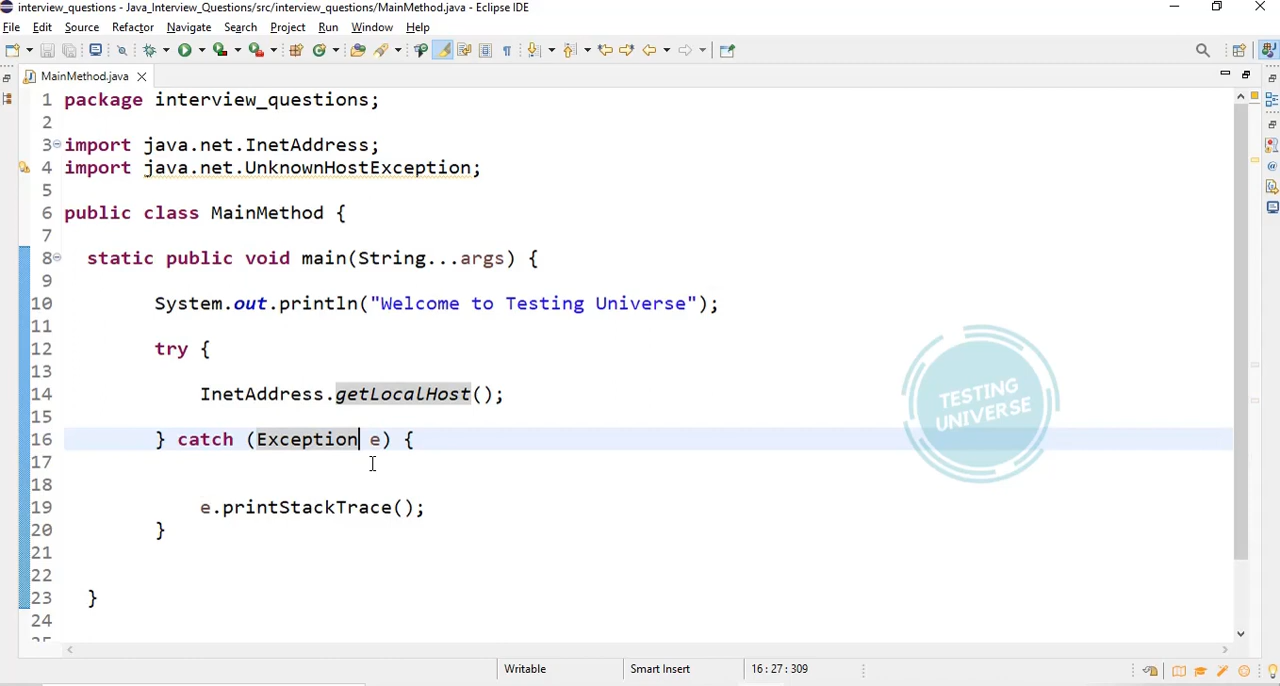 interview_questions - Java_Interview_Questions/src/interview_questions/MainMethod.java - Eclipse IDE
File Edit Source Refactor Navigate Search Project Run Window Help
MainMethod.java
1 package interview_questions;
2
3 import java.net.InetAddress;
4 import java.net.UnknownHostException;
5
6 public class MainMethod {
7
8 static public void main(String...args) {
9
10 System.out.println("Welcome to Testing Universe");
11
12 try {
13
14 InetAddress.getLocalHost();
15
16 } catch (Exception e) {
17
18
19 e.printStackTrace();
20 }
21
22
23 }
24
TESTING
UNIVERSE
Writable Smart Insert 16 : 27 : 309